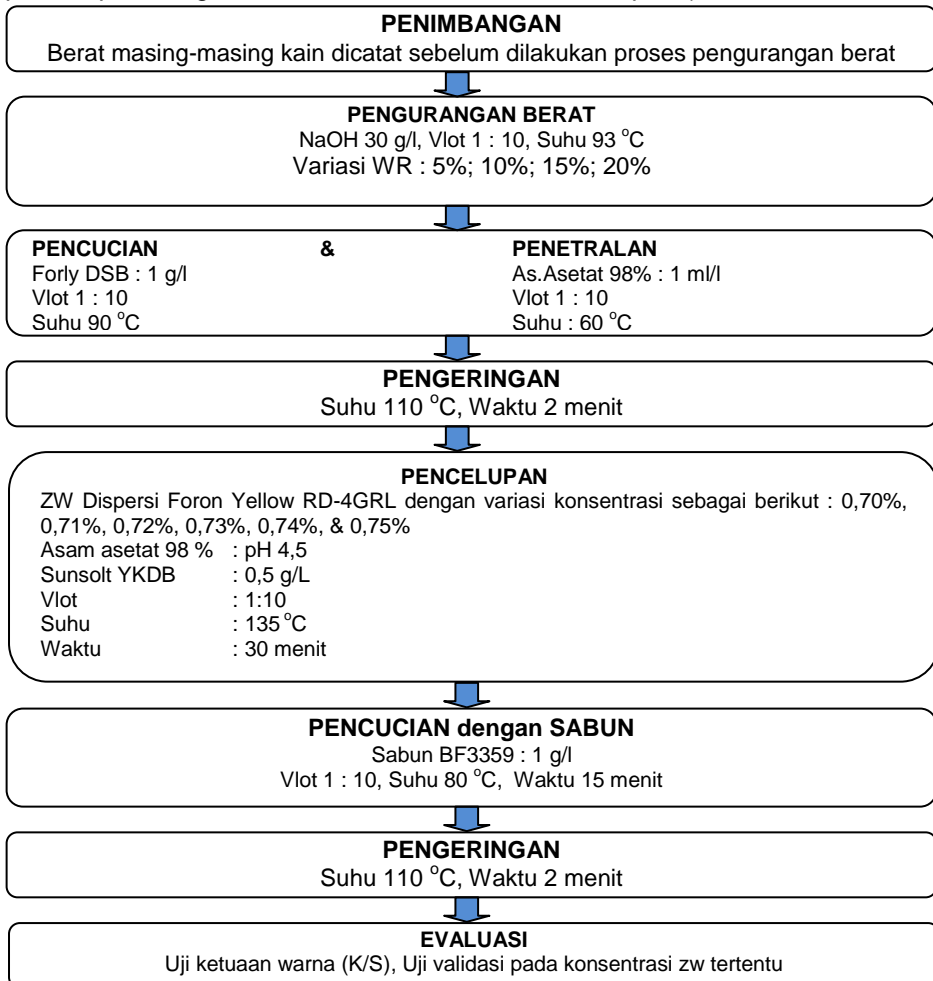 PENIMBANGAN
Berat masing-masing kain dicatat sebelum dilakukan proses pengurangan berat
PENGURANGAN BERAT
NaOH 30 g/l, Vlot 1 : 10, Suhu 93 °C
Variasi WR : 5%; 10%; 15%; 20%
PENCUCIAN & PENETRALAN
Forly DSB : 1 g/l As.Asetat 98% : 1 ml/l
Vlot 1 : 10 Vlot 1 : 10
Suhu 90 °C Suhu : 60 °C
PENGERINGAN
Suhu 110 °C, Waktu 2 menit
PENCELUPAN
ZW Dispersi Foron Yellow RD-4GRL dengan variasi konsentrasi sebagai berikut : 0,70%,
0,71%, 0,72%, 0,73%, 0,74%, & 0,75%
Asam asetat 98 % : pH 4,5
Sunsolt YKDB : 0,5 g/L
Vlot : 1:10
Suhu : 135 °C
Waktu : 30 menit
PENCUCIAN dengan SABUN
Sabun BF3359 : 1 g/l
Vlot 1 : 10, Suhu 80 °C, Waktu 15 menit
PENGERINGAN
Suhu 110 °C, Waktu 2 menit
EVALUASI
Uji ketuaan warna (K/S), Uji validasi pada konsentrasi zw tertentu